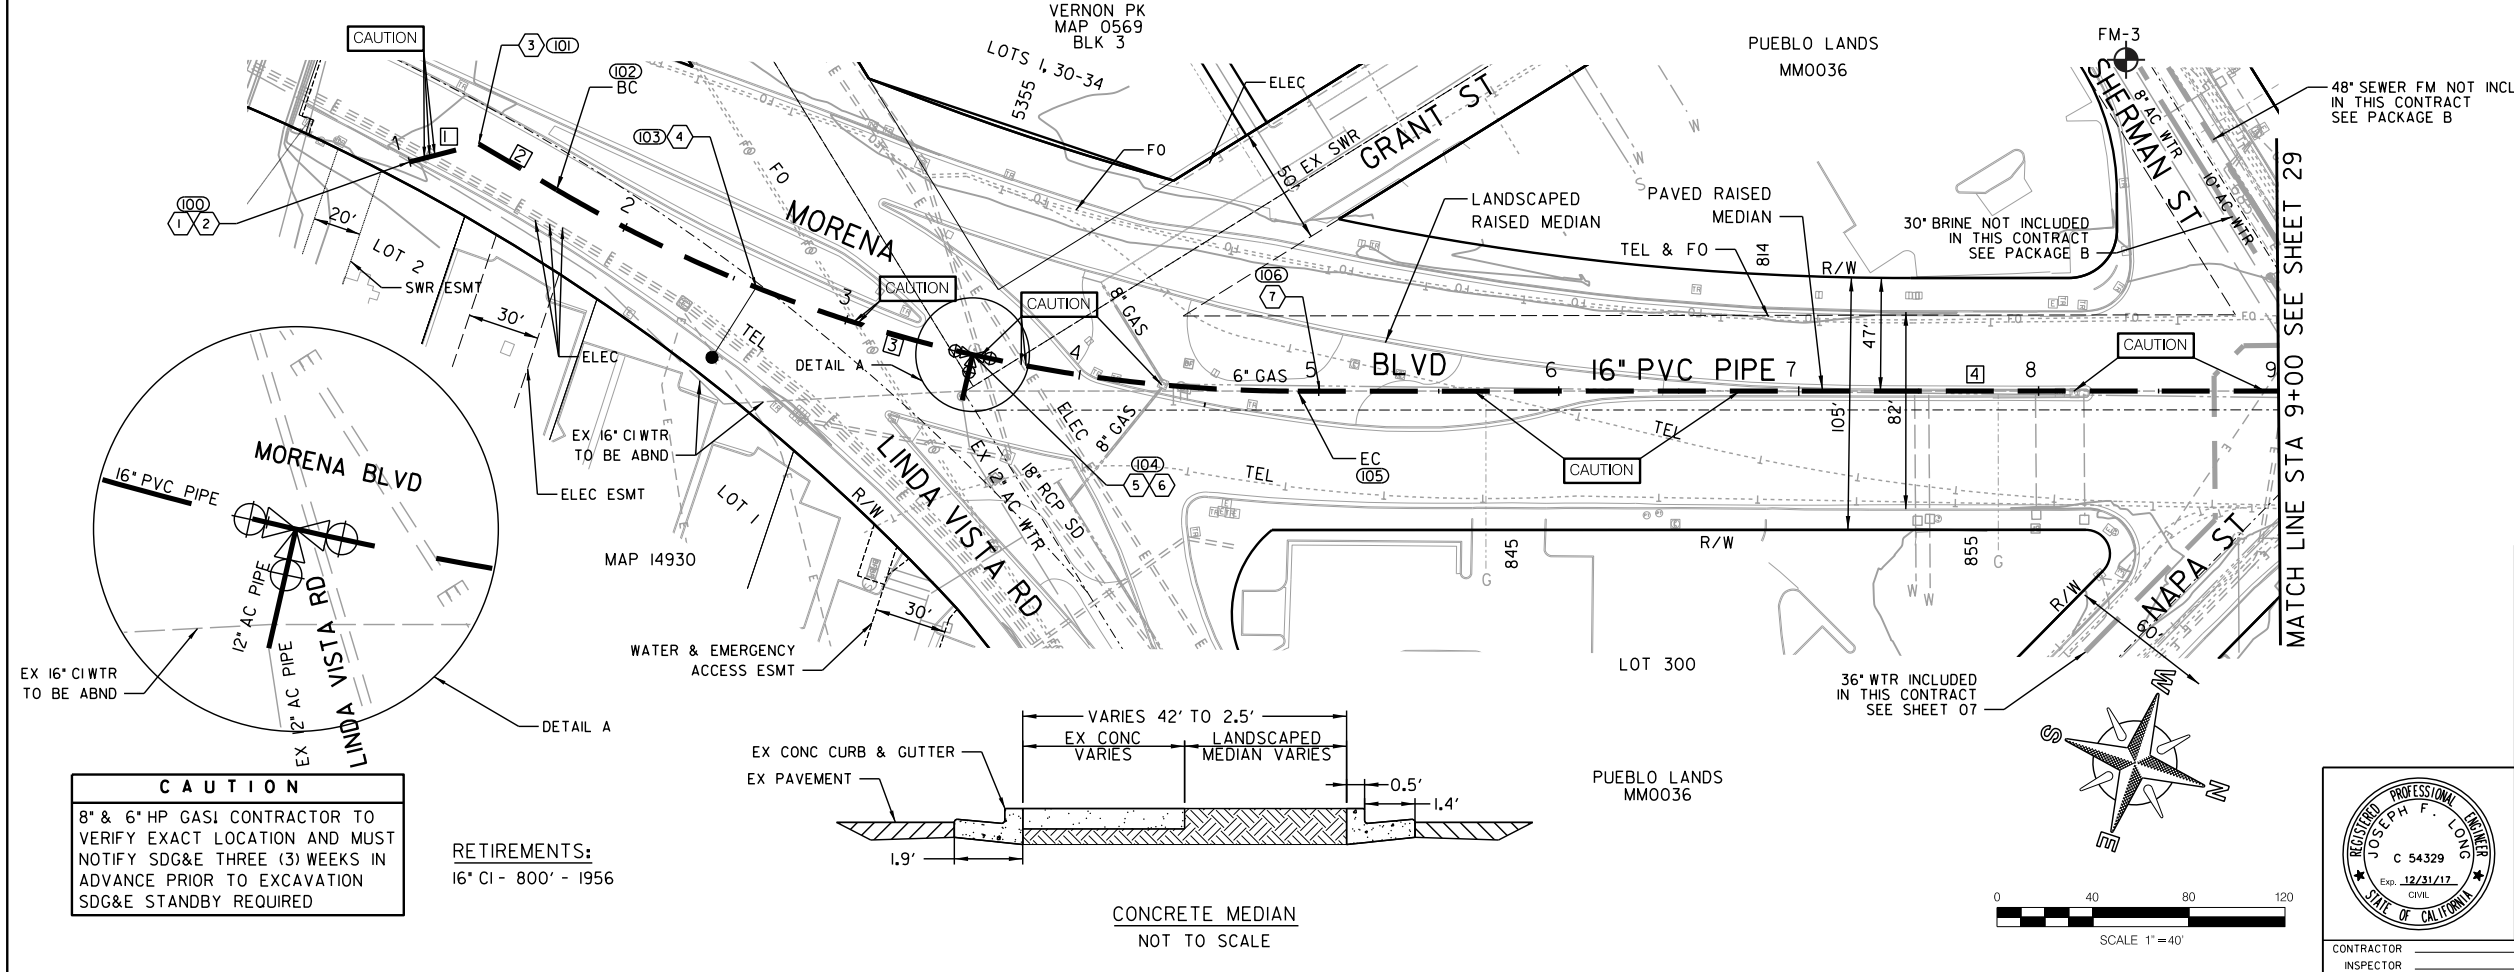 VERNON PK
MAP 0569
BLK 3
LOTS 1, 30-34
5355
PUEBLO LANDS
MM0036
FM-3
SHERMAN ST
8" AC WTR
10" AC WTR
48" SEWER FM NOT INCL
IN THIS CONTRACT
SEE PACKAGE B
CAUTION
3
101
102
BC
103
4
100
1
2
1
1
2
2
3
3
4
5
6
7
8
9
4
20'
LOT 2
SWR ESMT
30'
ELEC
ELEC ESMT
TEL
FO
MORENA
BLVD
ELEC
FO
50'
EX SWR
GRANT ST
LANDSCAPED
RAISED MEDIAN
PAVED RAISED
MEDIAN
TEL & FO
814
R/W
30" BRINE NOT INCLUDED
IN THIS CONTRACT
SEE PACKAGE B
CAUTION
CAUTION
8" GAS
106
7
47'
105'
82'
CAUTION
DETAIL A
6" GAS
16" PVC PIPE
EX 16" CI WTR
TO BE ABND
ELEC
8" GAS
104
5
6
EC
105
CAUTION
TEL
TEL
LINDA VISTA RD
EX 12" AC WTR
18" RCP SD
R/W
LOT 1
MAP 14930
30'
WATER & EMERGENCY
ACCESS ESMT
845
R/W
855
LOT 300
NAPA ST
R/W
60'
36" WTR INCLUDED
IN THIS CONTRACT
SEE SHEET 07
MATCH LINE STA 9+00 SEE SHEET 29
MORENA BLVD
16" PVC PIPE
12" AC PIPE
EX 12" AC PIPE
LINDA VISTA RD
EX 16" CI WTR
TO BE ABND
DETAIL A
CAUTION
8" & 6" HP GAS! CONTRACTOR TO
VERIFY EXACT LOCATION AND MUST
NOTIFY SDG&E THREE (3) WEEKS IN
ADVANCE PRIOR TO EXCAVATION
SDG&E STANDBY REQUIRED
RETIREMENTS:
16" CI - 800' - 1956
VARIES 42' TO 2.5'
EX CONC
VARIES
LANDSCAPED
MEDIAN VARIES
EX CONC CURB & GUTTER
EX PAVEMENT
0.5'
1.4'
1.9'
CONCRETE MEDIAN
NOT TO SCALE
PUEBLO LANDS
MM0036
W
S
N
E
0 40 80 120
SCALE 1"=40'
REGISTERED PROFESSIONAL ENGINEER
JOSEPH F. LONG
C 54329
Exp. 12/31/17
CIVIL
STATE OF CALIFORNIA
CONTRACTOR
INSPECTOR